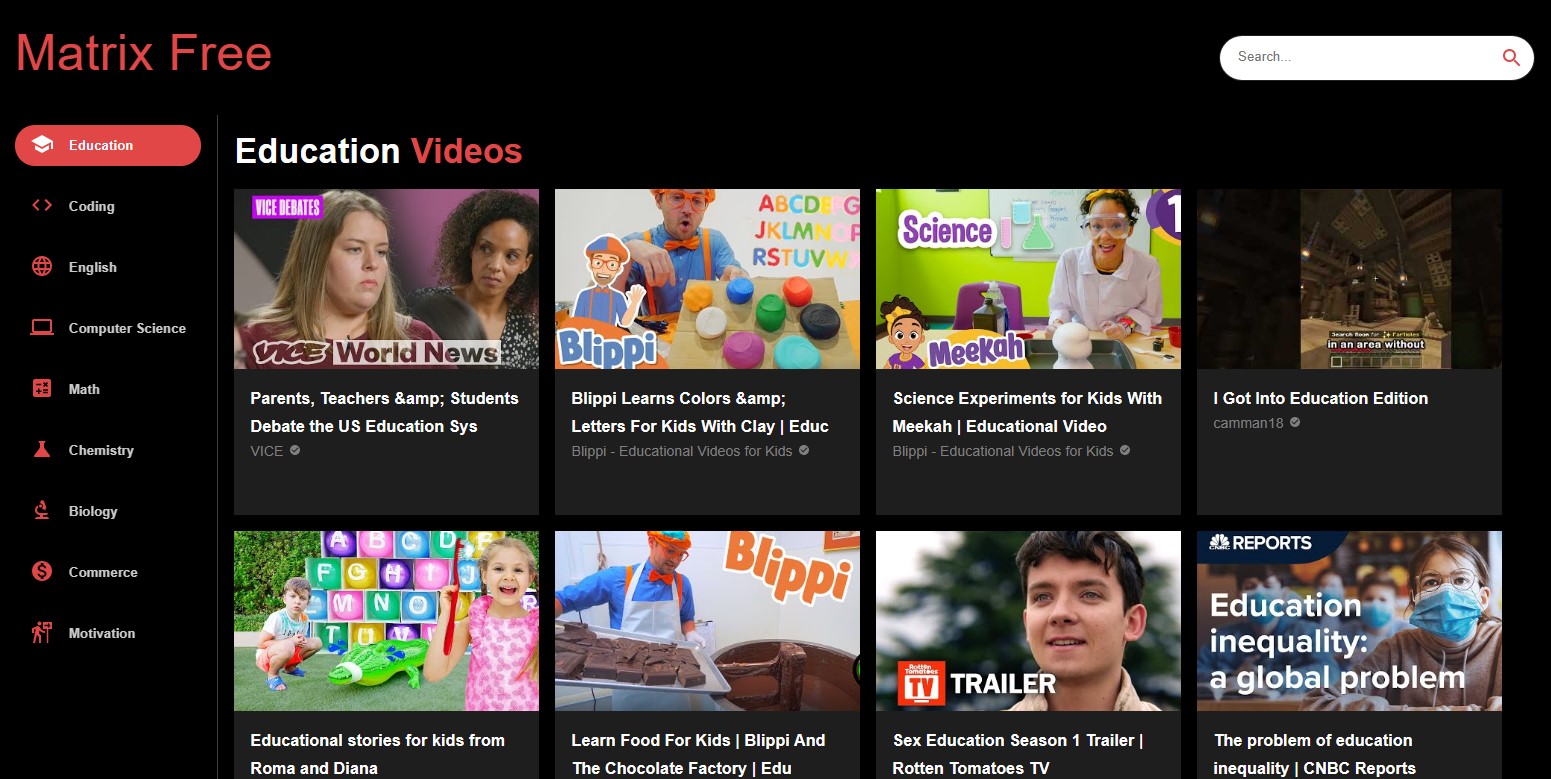 Matrix Free
Search...
Education
Coding
English
Computer Science
Math
Chemistry
Biology
Commerce
Motivation
Education Videos
VICE DEBATES
VICE World News
Parents, Teachers &amp; Students
Debate the US Education Sys
VICE
ABCDEFG
JKLMNOP
RSTUVW
Blippi
Blippi Learns Colors &amp;
Letters For Kids With Clay | Educ
Blippi - Educational Videos for Kids
Science
1
Meekah
Science Experiments for Kids With
Meekah | Educational Video
Blippi - Educational Videos for Kids
Search Room for Particles
in an area without
I Got Into Education Edition
camman18
A B C D E
F G H I J
L M N O R
T U V
Educational stories for kids from
Roma and Diana
Blippi
Learn Food For Kids | Blippi And
The Chocolate Factory | Edu
Rotten
Tomatoes
TV TRAILER
Sex Education Season 1 Trailer |
Rotten Tomatoes TV
CNBC REPORTS
Education
inequality:
a global problem
The problem of education
inequality | CNBC Reports